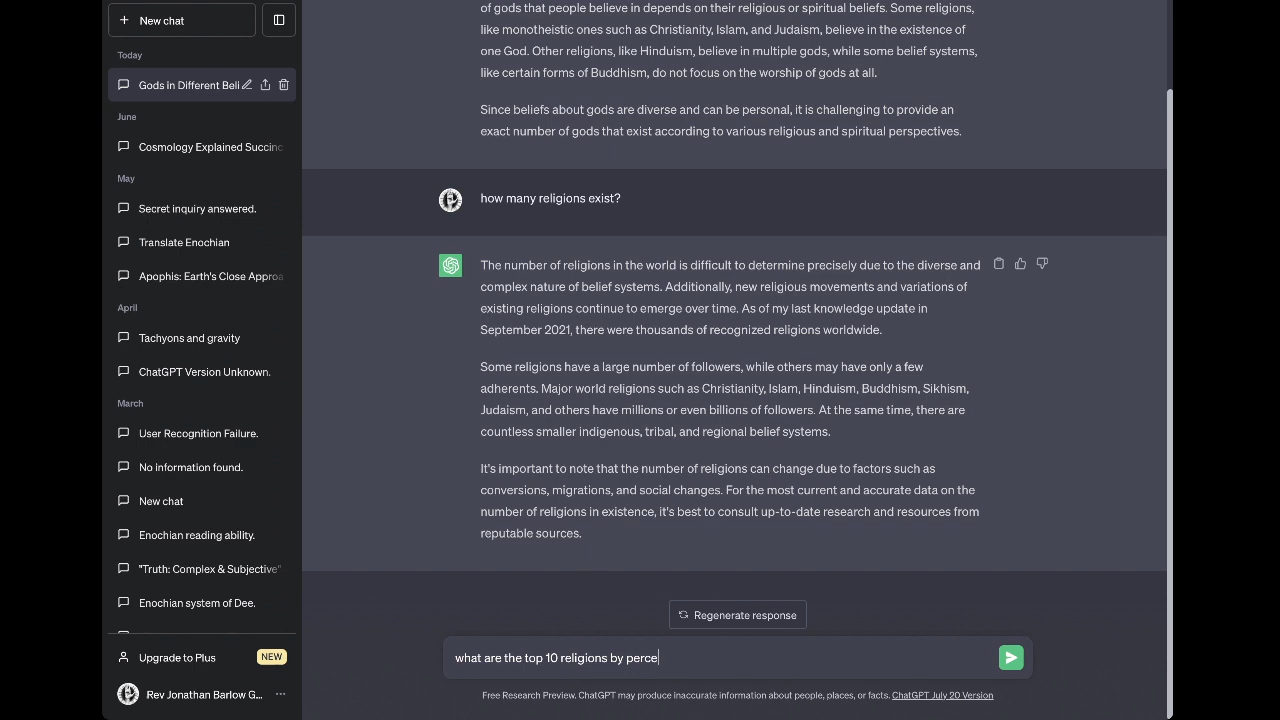 New chat
Today
Gods in Different Beli
June
Cosmology Explained Succinc
May
Secret inquiry answered.
Translate Enochian
Apophis: Earth's Close Approa
April
Tachyons and gravity
ChatGPT Version Unknown.
March
User Recognition Failure.
No information found.
New chat
Enochian reading ability.
"Truth: Complex & Subjective"
Enochian system of Dee.
Upgrade to Plus NEW
Rev Jonathan Barlow G...
of gods that people believe in depends on their religious or spiritual beliefs. Some religions,
like monotheistic ones such as Christianity, Islam, and Judaism, believe in the existence of
one God. Other religions, like Hinduism, believe in multiple gods, while some belief systems,
like certain forms of Buddhism, do not focus on the worship of gods at all.
Since beliefs about gods are diverse and can be personal, it is challenging to provide an
exact number of gods that exist according to various religious and spiritual perspectives.
how many religions exist?
The number of religions in the world is difficult to determine precisely due to the diverse and
complex nature of belief systems. Additionally, new religious movements and variations of
existing religions continue to emerge over time. As of my last knowledge update in
September 2021, there were thousands of recognized religions worldwide.
Some religions have a large number of followers, while others may have only a few
adherents. Major world religions such as Christianity, Islam, Hinduism, Buddhism, Sikhism,
Judaism, and others have millions or even billions of followers. At the same time, there are
countless smaller indigenous, tribal, and regional belief systems.
It's important to note that the number of religions can change due to factors such as
conversions, migrations, and social changes. For the most current and accurate data on the
number of religions in existence, it's best to consult up-to-date research and resources from
reputable sources.
Regenerate response
what are the top 10 religions by perce
Free Research Preview. ChatGPT may produce inaccurate information about people, places, or facts. ChatGPT July 20 Version